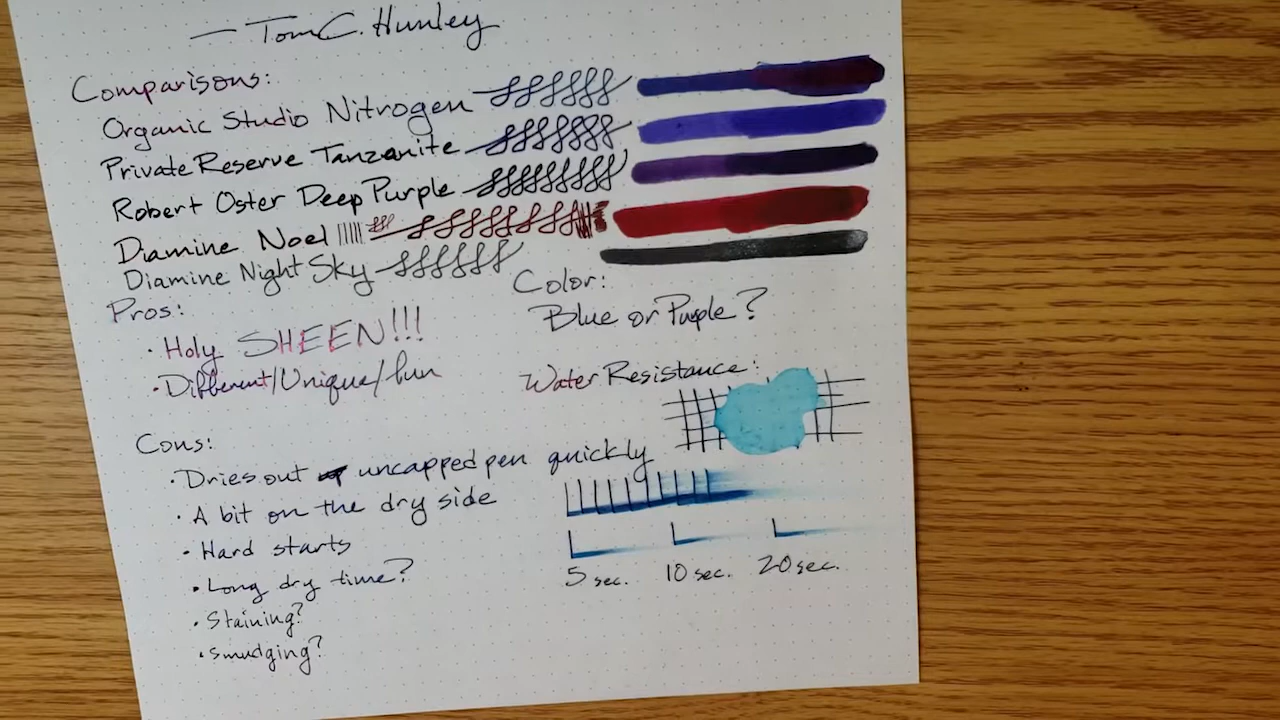 — Tom C. Hunley
Comparisons:
Organic Studio Nitrogen
Private Reserve Tanzanite
Robert Oster Deep Purple
Diamine Noel
Diamine Night Sky
Pros:
· Holy SHEEN!!!
· Different/Unique/fun
Cons:
· Dries out uncapped pen quickly
· A bit on the dry side
· Hard starts
· Long dry time?
· Staining?
· Smudging?
Color:
Blue or Purple?
Water Resistance:
5 sec. 10 sec. 20 sec.